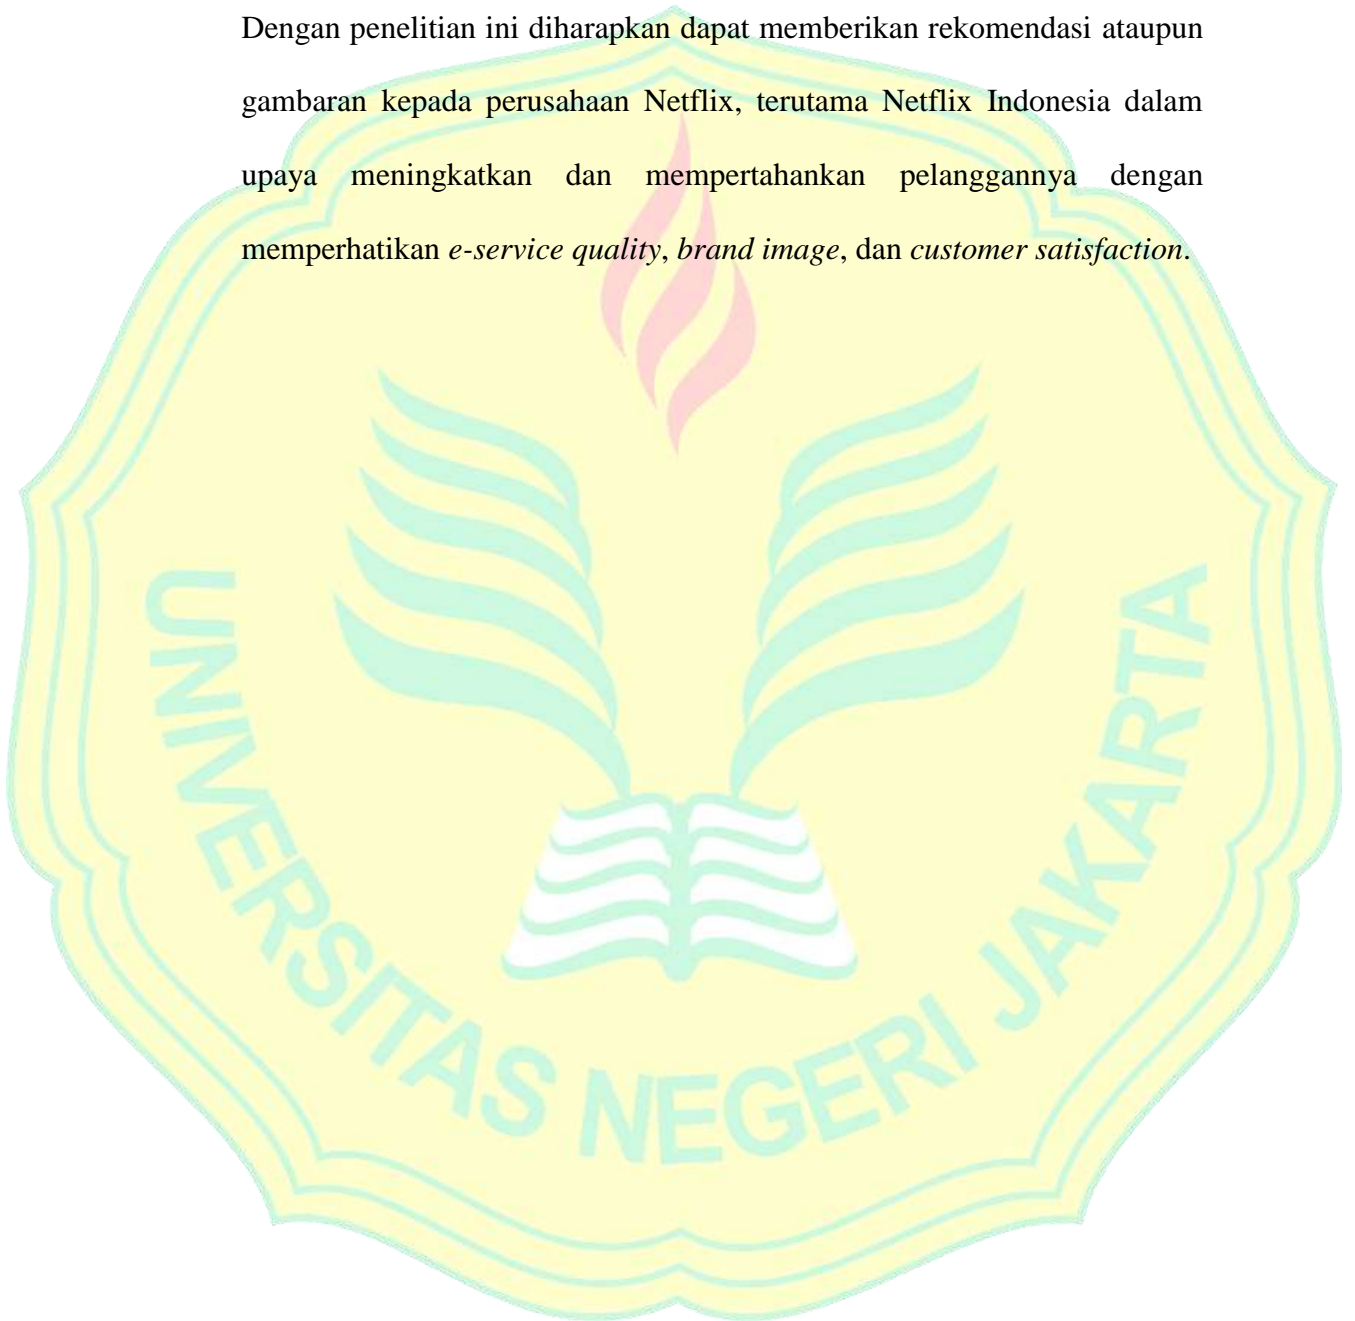 Dengan penelitian ini diharapkan dapat memberikan rekomendasi ataupun
gambaran kepada perusahaan Netflix, terutama Netflix Indonesia dalam
upaya meningkatkan dan mempertahankan pelanggannya dengan
memperhatikan e-service quality, brand image, dan customer satisfaction.
UNIVERSITAS NEGERI JAKARTA